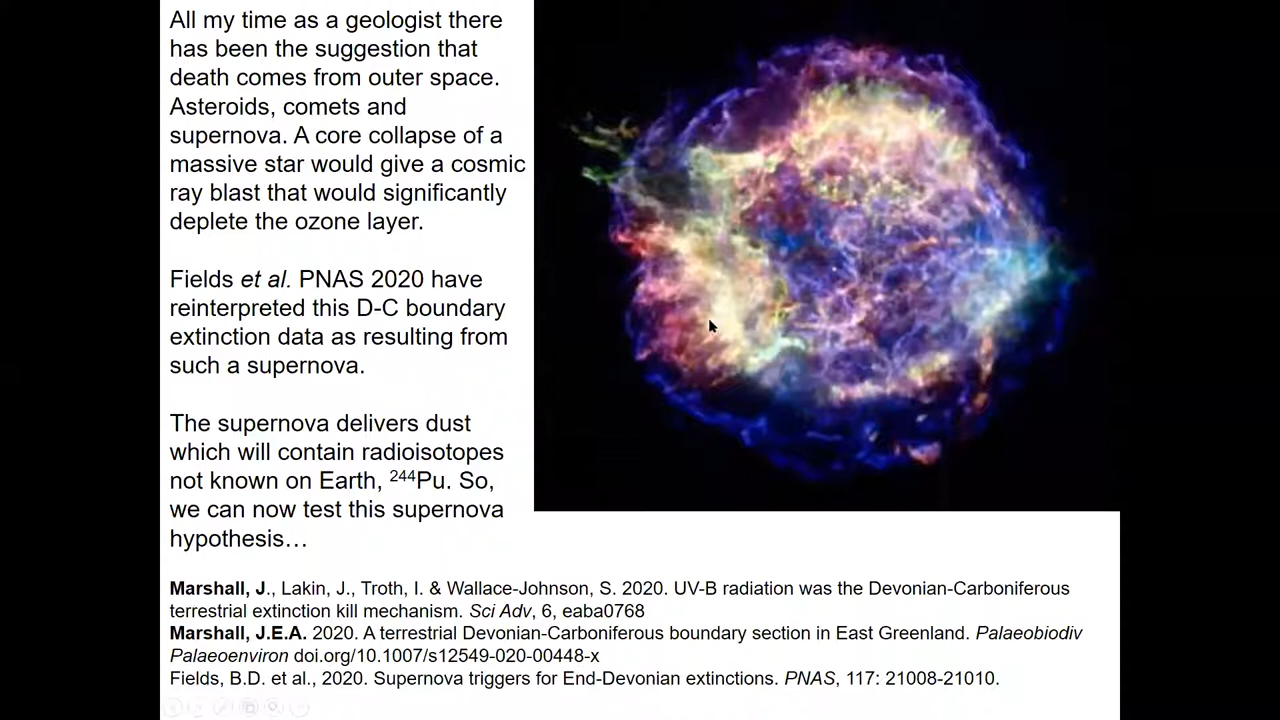 All my time as a geologist there
has been the suggestion that
death comes from outer space.
Asteroids, comets and
supernova. A core collapse of a
massive star would give a cosmic
ray blast that would significantly
deplete the ozone layer.
Fields et al. PNAS 2020 have
reinterpreted this D-C boundary
extinction data as resulting from
such a supernova.
The supernova delivers dust
which will contain radioisotopes
not known on Earth, ²⁴⁴Pu. So,
we can now test this supernova
hypothesis…
Marshall, J., Lakin, J., Troth, I. & Wallace-Johnson, S. 2020. UV-B radiation was the Devonian-Carboniferous
terrestrial extinction kill mechanism. Sci Adv, 6, eaba0768
Marshall, J.E.A. 2020. A terrestrial Devonian-Carboniferous boundary section in East Greenland. Palaeobiodiv
Palaeoenviron doi.org/10.1007/s12549-020-00448-x
Fields, B.D. et al., 2020. Supernova triggers for End-Devonian extinctions. PNAS, 117: 21008-21010.